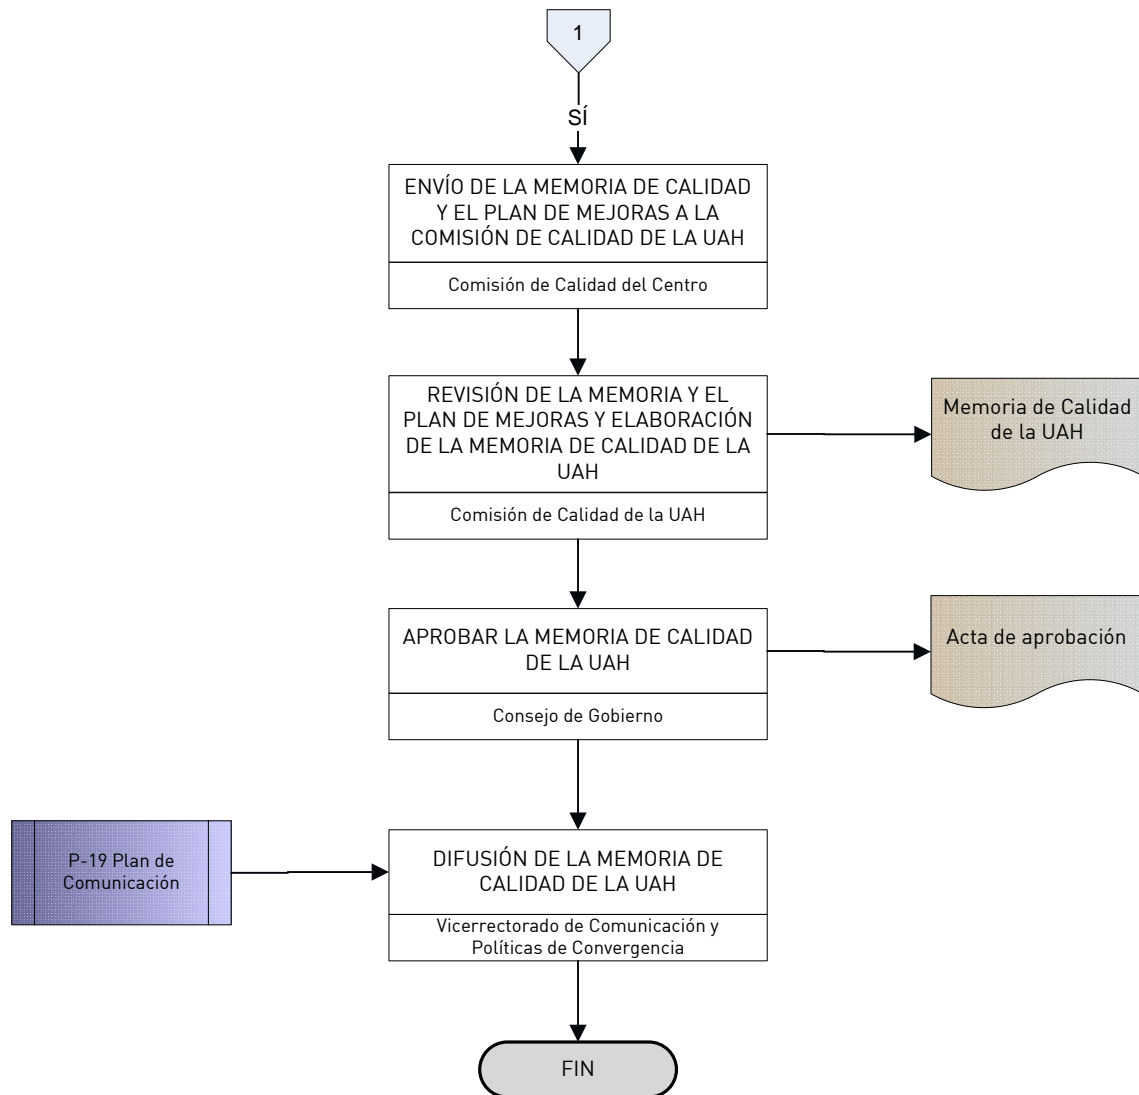 1
SÍ
ENVÍO DE LA MEMORIA DE CALIDAD
Y EL PLAN DE MEJORAS A LA
COMISIÓN DE CALIDAD DE LA UAH
Comisión de Calidad del Centro
REVISIÓN DE LA MEMORIA Y EL
PLAN DE MEJORAS Y ELABORACIÓN
DE LA MEMORIA DE CALIDAD DE LA
UAH
Comisión de Calidad de la UAH
Memoria de Calidad
de la UAH
APROBAR LA MEMORIA DE CALIDAD
DE LA UAH
Consejo de Gobierno
Acta de aprobación
P-19 Plan de
Comunicación
DIFUSIÓN DE LA MEMORIA DE
CALIDAD DE LA UAH
Vicerrectorado de Comunicación y
Políticas de Convergencia
FIN